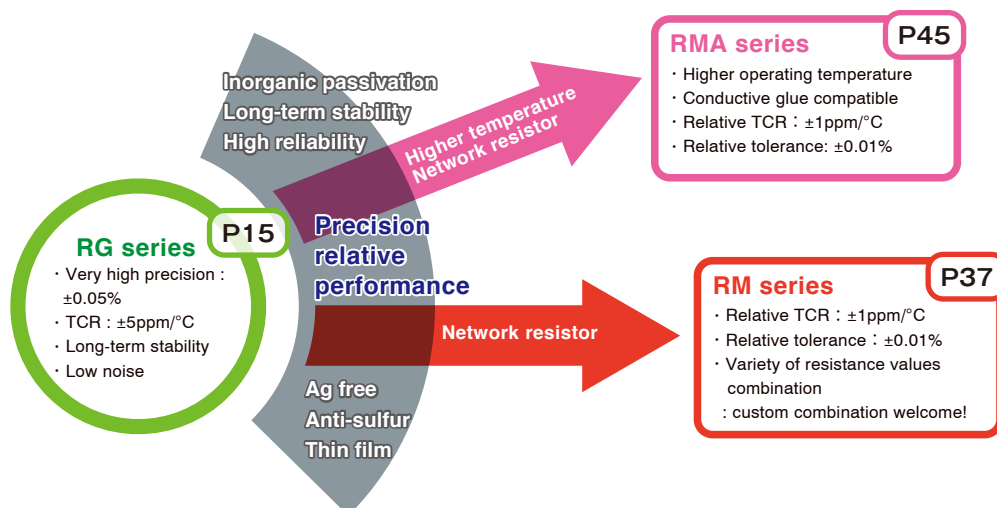 Inorganic passivation
Long-term stability
High reliability
Higher temperature
Network resistor
RMA series
P45
· Higher operating temperature
· Conductive glue compatible
· Relative TCR：±1ppm/°C
· Relative tolerance: ±0.01%
RG series
P15
· Very high precision :
±0.05%
· TCR : ±5ppm/°C
· Long-term stability
· Low noise
Precision
relative
performance
Network resistor
RM series
P37
· Relative TCR：±1ppm/°C
· Relative tolerance：±0.01%
· Variety of resistance values
combination
: custom combination welcome!
Ag free
Anti-sulfur
Thin film